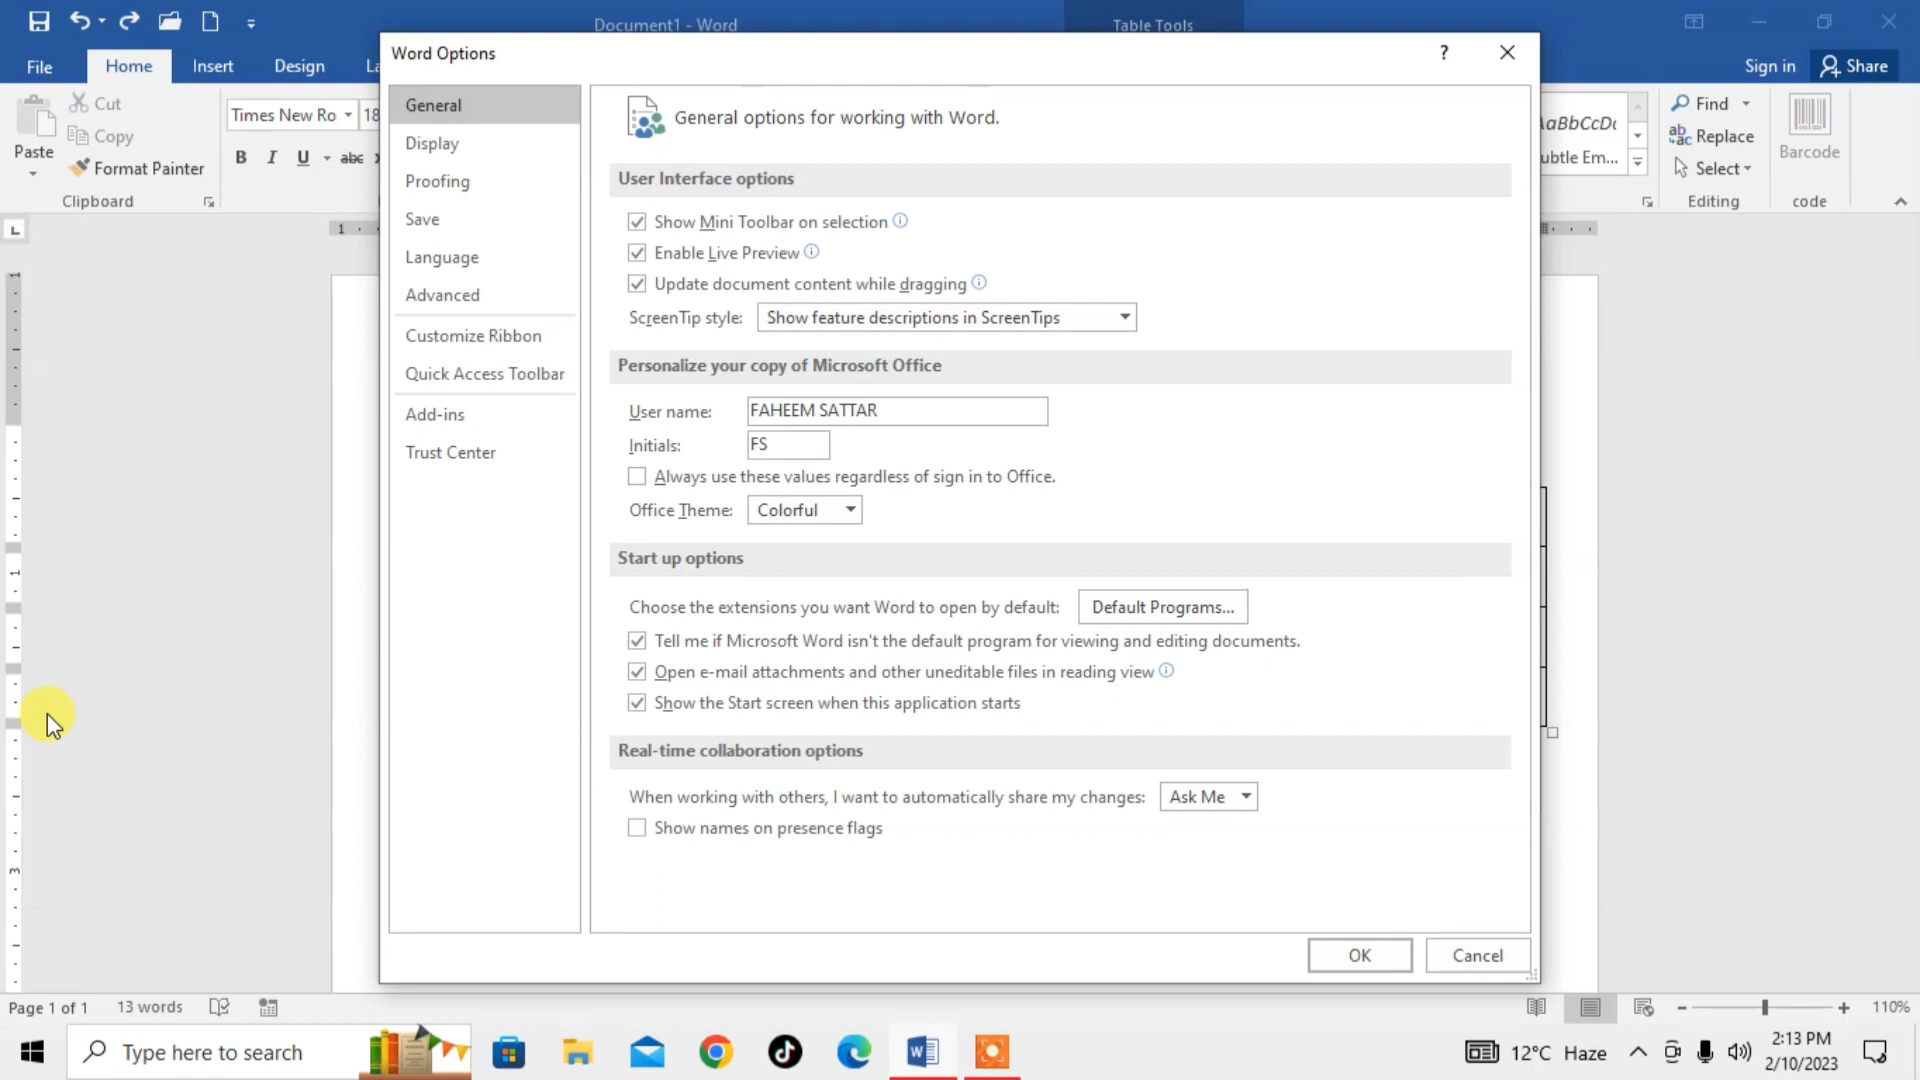 Document1 - Word
Table Tools
File
Home
Insert
Design
La
Sign in
Share
Paste
Cut
Copy
Format Painter
Clipboard
Times New Ro
18
B I U abc
AaBbCcDc
ubtle Em...
Find
Replace
Select
Editing
Barcode
code
Word Options
?
General
Display
Proofing
Save
Language
Advanced
Customize Ribbon
Quick Access Toolbar
Add-ins
Trust Center
General options for working with Word.
User Interface options
Show Mini Toolbar on selection
Enable Live Preview
Update document content while dragging
ScreenTip style: Show feature descriptions in ScreenTips
Personalize your copy of Microsoft Office
User name: FAHEEM SATTAR
Initials: FS
Always use these values regardless of sign in to Office.
Office Theme: Colorful
Start up options
Choose the extensions you want Word to open by default: Default Programs...
Tell me if Microsoft Word isn't the default program for viewing and editing documents.
Open e-mail attachments and other uneditable files in reading view
Show the Start screen when this application starts
Real-time collaboration options
When working with others, I want to automatically share my changes: Ask Me
Show names on presence flags
OK
Cancel
Page 1 of 1
13 words
110%
Type here to search
12°C Haze
2:13 PM
2/10/2023